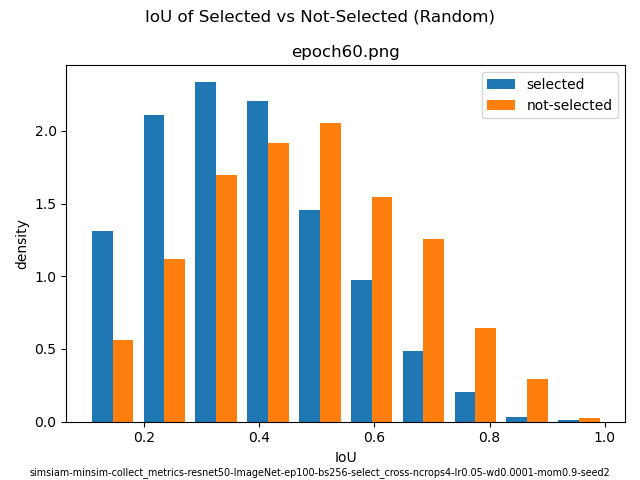 IoU of Selected vs Not-Selected (Random)
epoch60.png
selected
not-selected
density
2.0
1.5
1.0
0.5
0.0
0.2
0.4
0.6
0.8
1.0
IoU
simsiam-minsim-collect_metrics-resnet50-ImageNet-ep100-bs256-select_cross-ncrops4-lr0.05-wd0.0001-mom0.9-seed2